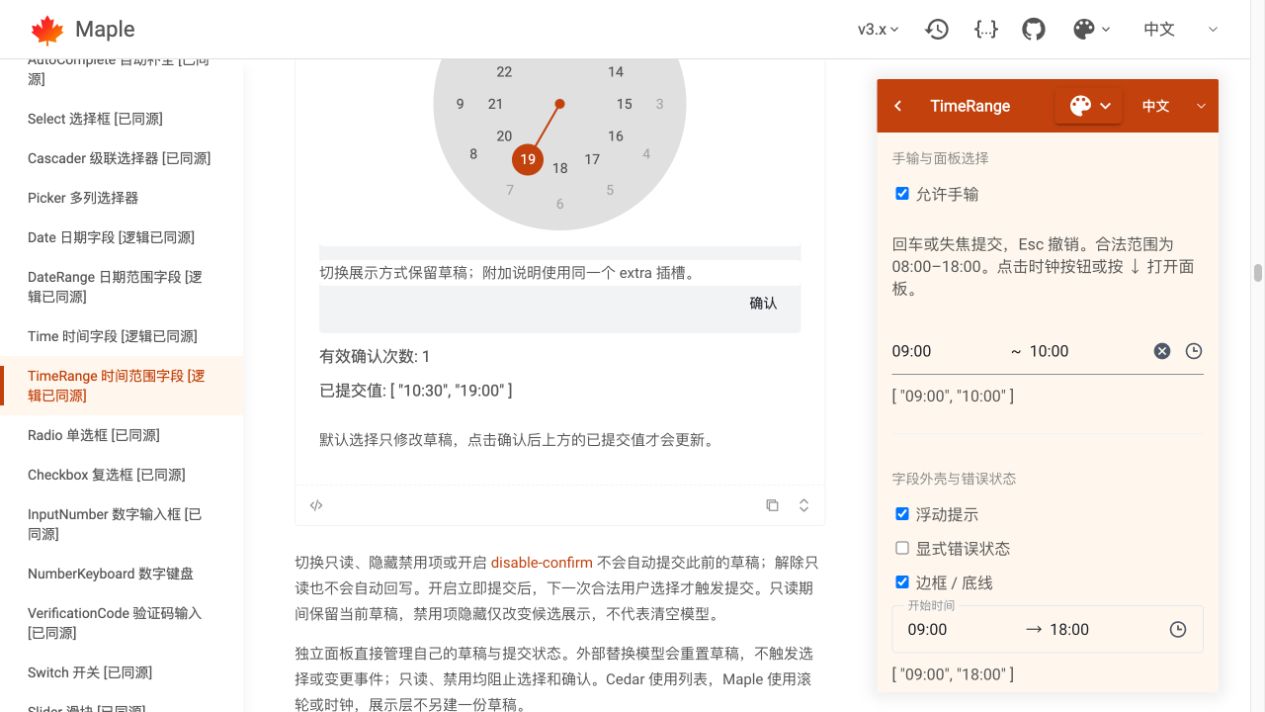 Maple
v3.x
中文
AutoComplete 自动补全 [已同
源]
Select 选择框 [已同源]
Cascader 级联选择器 [已同源]
Picker 多列选择器
Date 日期字段 [逻辑已同源]
DateRange 日期范围字段 [逻
辑已同源]
Time 时间字段 [逻辑已同源]
TimeRange 时间范围字段 [逻
辑已同源]
Radio 单选框 [已同源]
Checkbox 复选框 [已同源]
InputNumber 数字输入框 [已
同源]
NumberKeyboard 数字键盘
VerificationCode 验证码输入
[已同源]
Switch 开关 [已同源]
Slider 滑块 [已同源]
22 14
9 21 15 3
20 16
8 19 18 17 4
7 5
6
切换展示方式保留草稿；附加说明使用同一个 extra 插槽。
确认
有效确认次数: 1
已提交值: [ "10:30", "19:00" ]
默认选择只修改草稿，点击确认后上方的已提交值才会更新。
切换只读、隐藏禁用项或开启 disable-confirm 不会自动提交此前的草稿；解除只
读也不会自动回写。开启立即提交后，下一次合法用户选择才触发提交。只读期
间保留当前草稿，禁用项隐藏仅改变候选展示，不代表清空模型。
独立面板直接管理自己的草稿与提交状态。外部替换模型会重置草稿，不触发选
择或变更事件；只读、禁用均阻止选择和确认。Cedar 使用列表，Maple 使用滚
轮或时钟，展示层不另建一份草稿。
TimeRange
中文
手输与面板选择
允许手输
回车或失焦提交，Esc 撤销。合法范围为
08:00–18:00。点击时钟按钮或按 ↓ 打开面
板。
09:00 ~ 10:00
[ "09:00", "10:00" ]
字段外壳与错误状态
浮动提示
显式错误状态
边框 / 底线
开始时间
09:00 → 18:00
[ "09:00", "18:00" ]